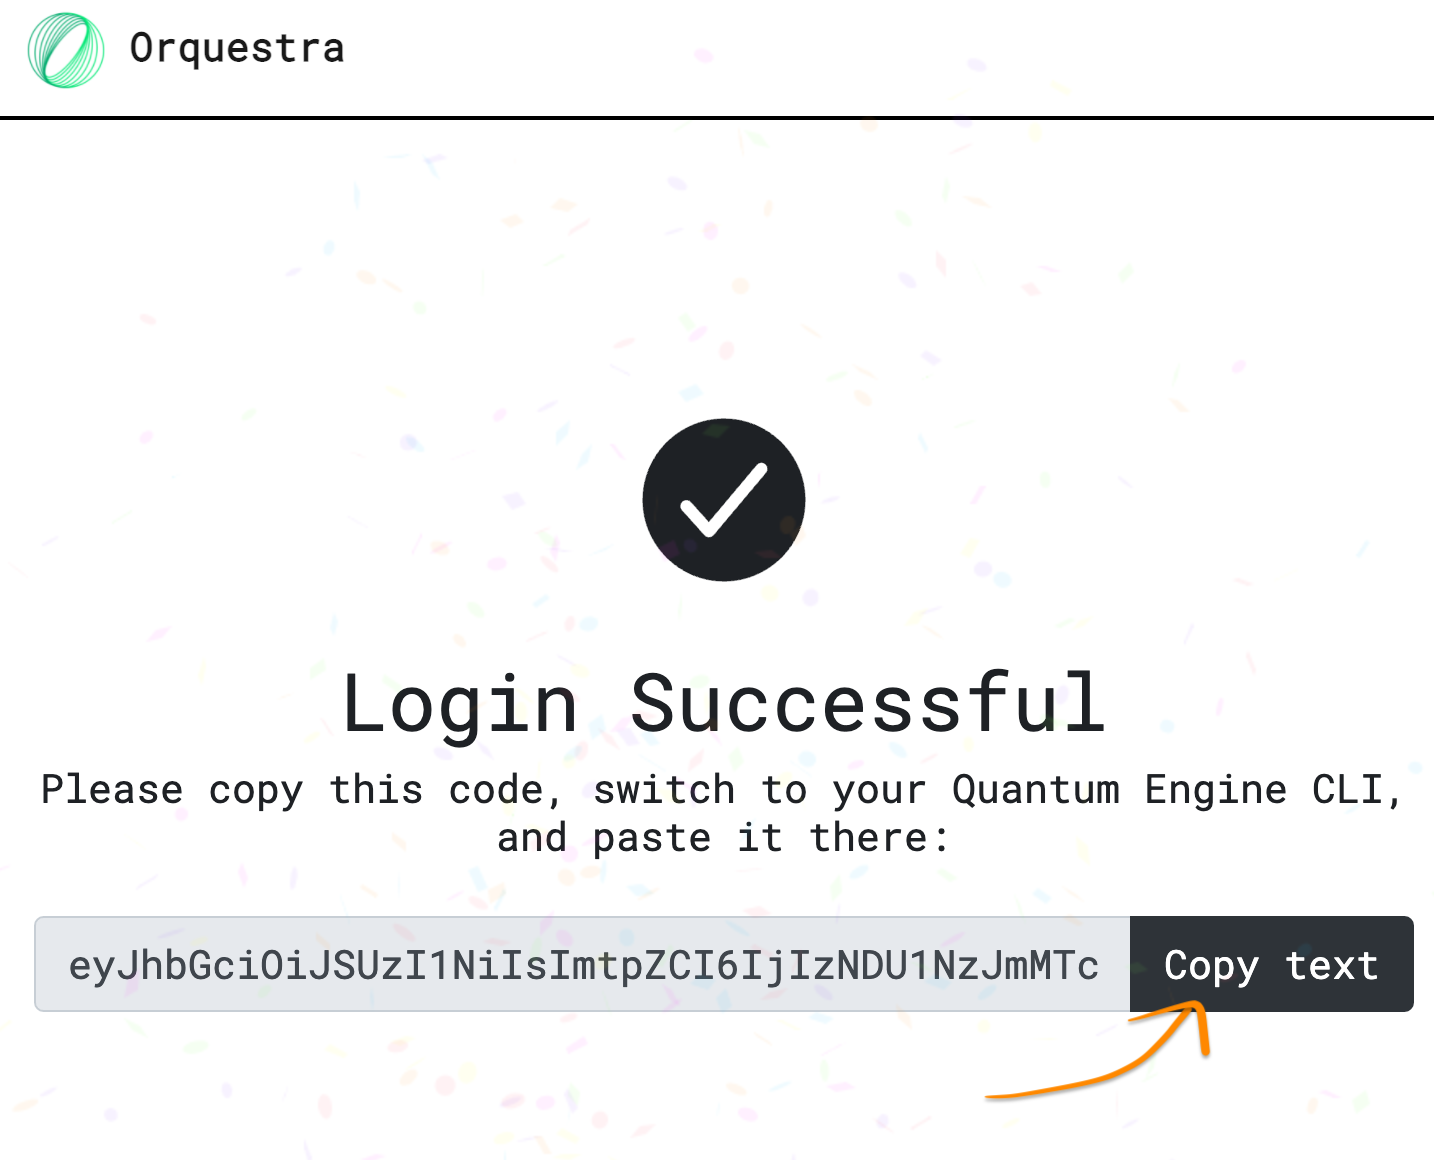 Orquestra
Login Successful
Please copy this code, switch to your Quantum Engine CLI,
and paste it there:
eyJhbGciOiJSUzI1NiIsImtpZCI6IjIzNDU1NzJmMTc
Copy text